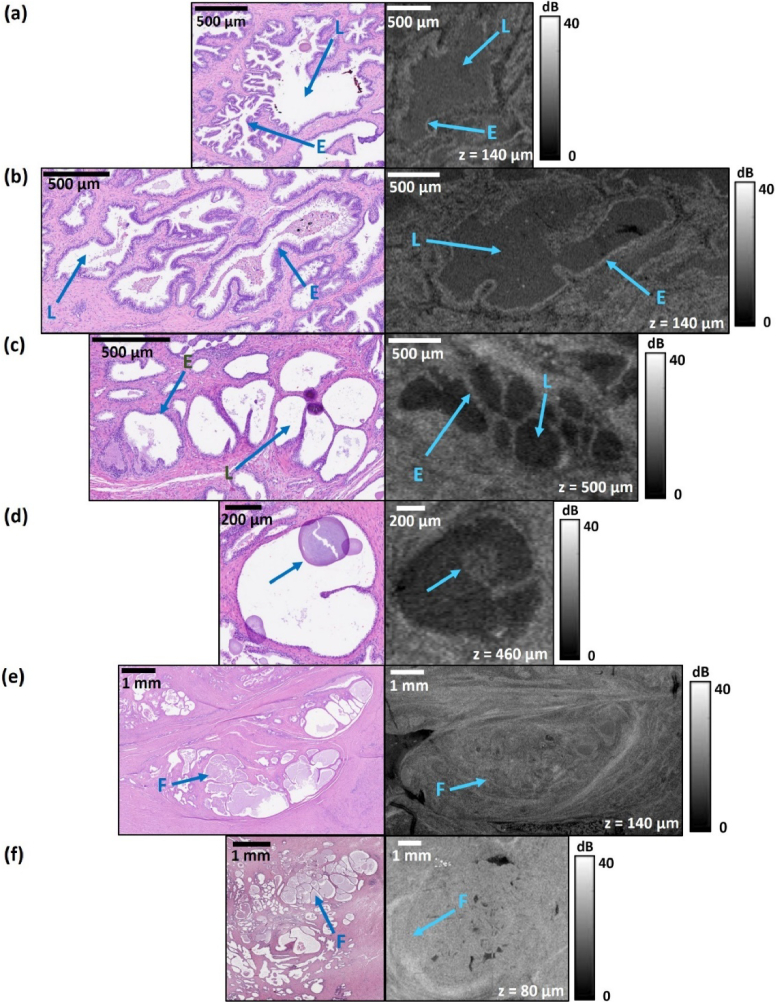 (a)
500 µm
L
E
500 µm
L
E
z = 140 µm
dB
40
0
(b)
500 µm
L
E
500 µm
L
E
z = 140 µm
dB
40
0
(c)
500 µm
E
L
500 µm
L
E
z = 500 µm
dB
40
0
(d)
200 µm
200 µm
z = 460 µm
dB
40
0
(e)
1 mm
F
1 mm
F
z = 140 µm
dB
40
0
(f)
1 mm
F
1 mm
F
z = 80 µm
dB
40
0